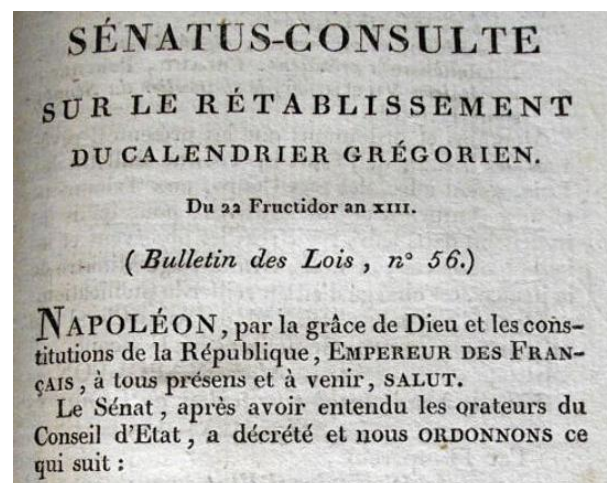 SÉNATUS-CONSULTE
SUR LE RÉTABLISSEMENT
DU CALENDRIER GRÉGORIEN.
Du 22 Fructidor an XIII.
(Bulletin des Lois, n° 56.)
NAPOLÉON, par la grâce de Dieu et les cons-
titutions de la République, EMPEREUR DES FRAN-
ÇAIS, à tous présens et à venir, SALUT.
Le Sénat, après avoir entendu les orateurs du
Conseil d'Etat, a décrété et nous ORDONNONS ce
qui suit :